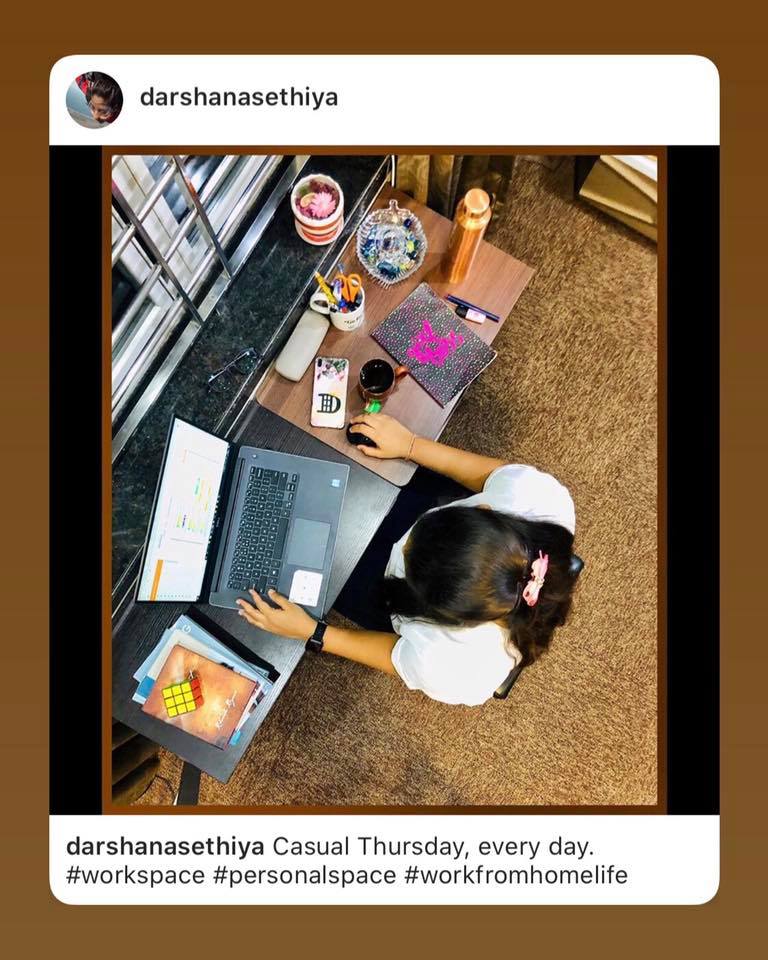 darshanasethiya
D
darshanasethiya Casual Thursday, every day.
#workspace #personalspace #workfromhomelife